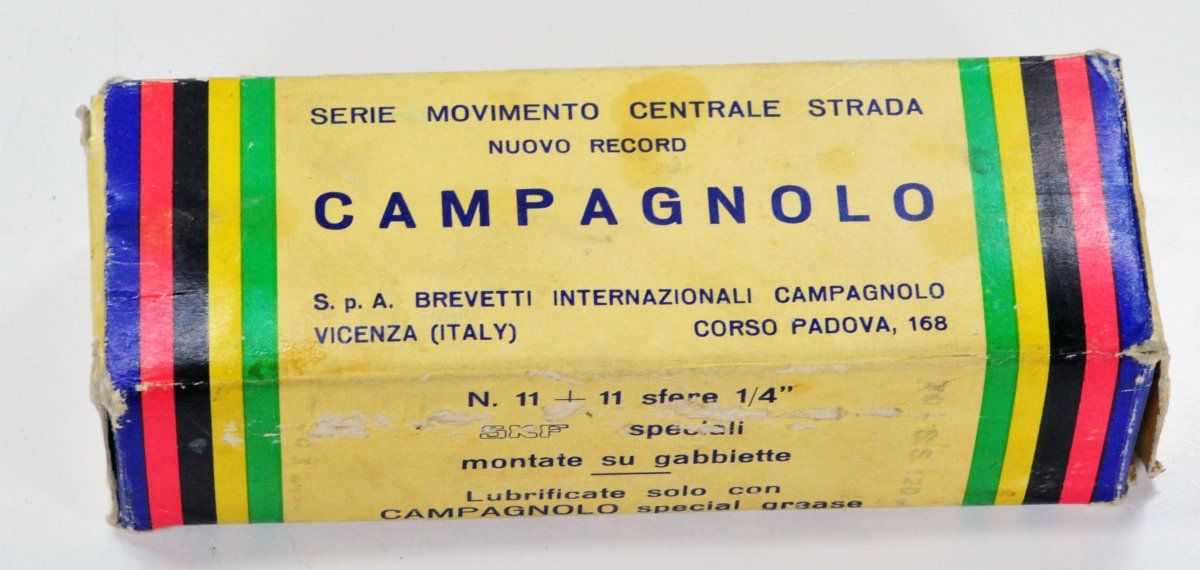 SERIE MOVIMENTO CENTRALE STRADA
NUOVO RECORD
CAMPAGNOLO
S. p. A. BREVETTI INTERNAZIONALI CAMPAGNOLO
VICENZA (ITALY) CORSO PADOVA, 168
N. 11 + 11 sfere 1/4”
SKF speciali
montate su gabbiette
Lubrificate solo con
CAMPAGNOLO special grease